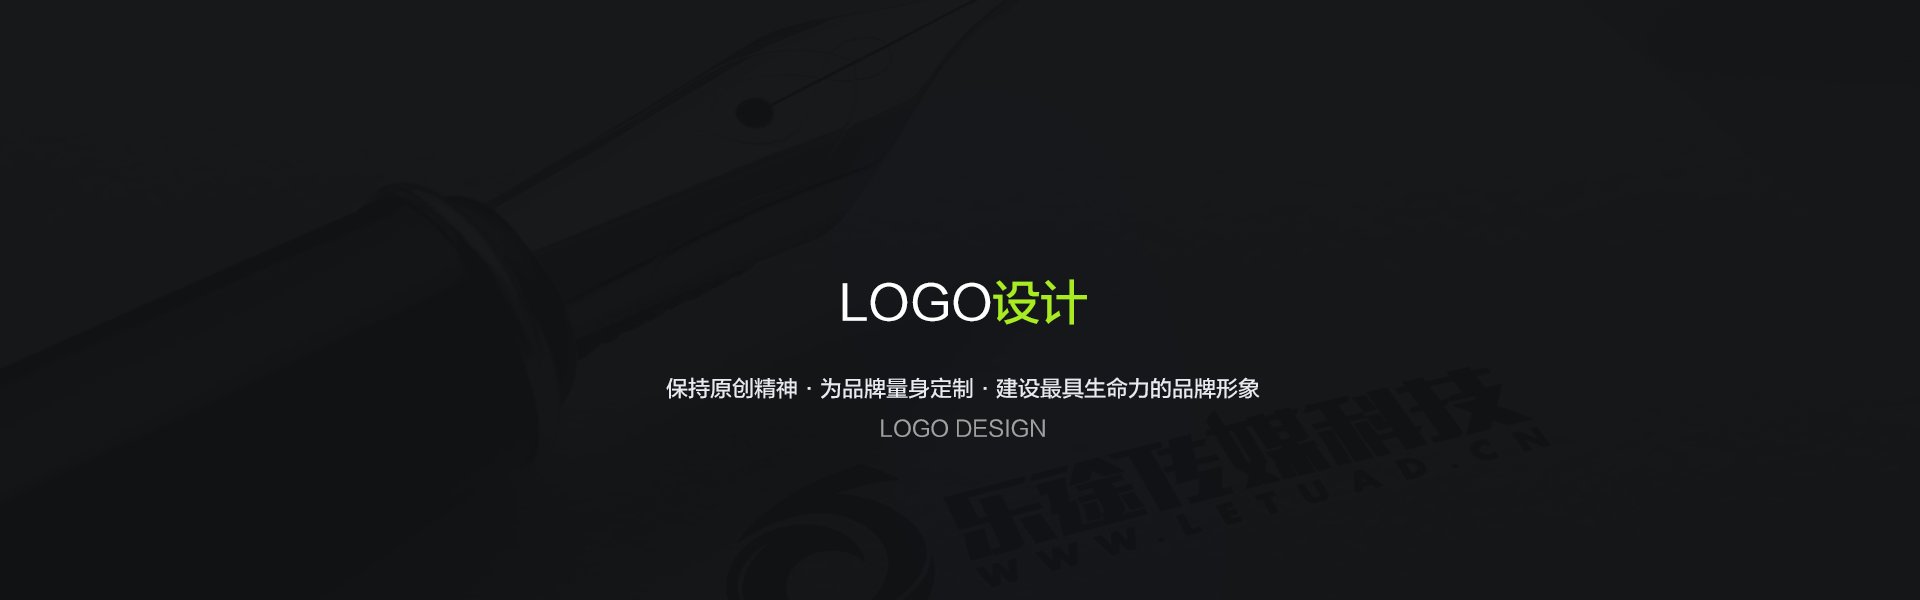 LOGO设计
保持原创精神 · 为品牌量身定制 · 建设最具生命力的品牌形象
LOGO DESIGN
乐途传媒科技
WWW.LETUAD.CN